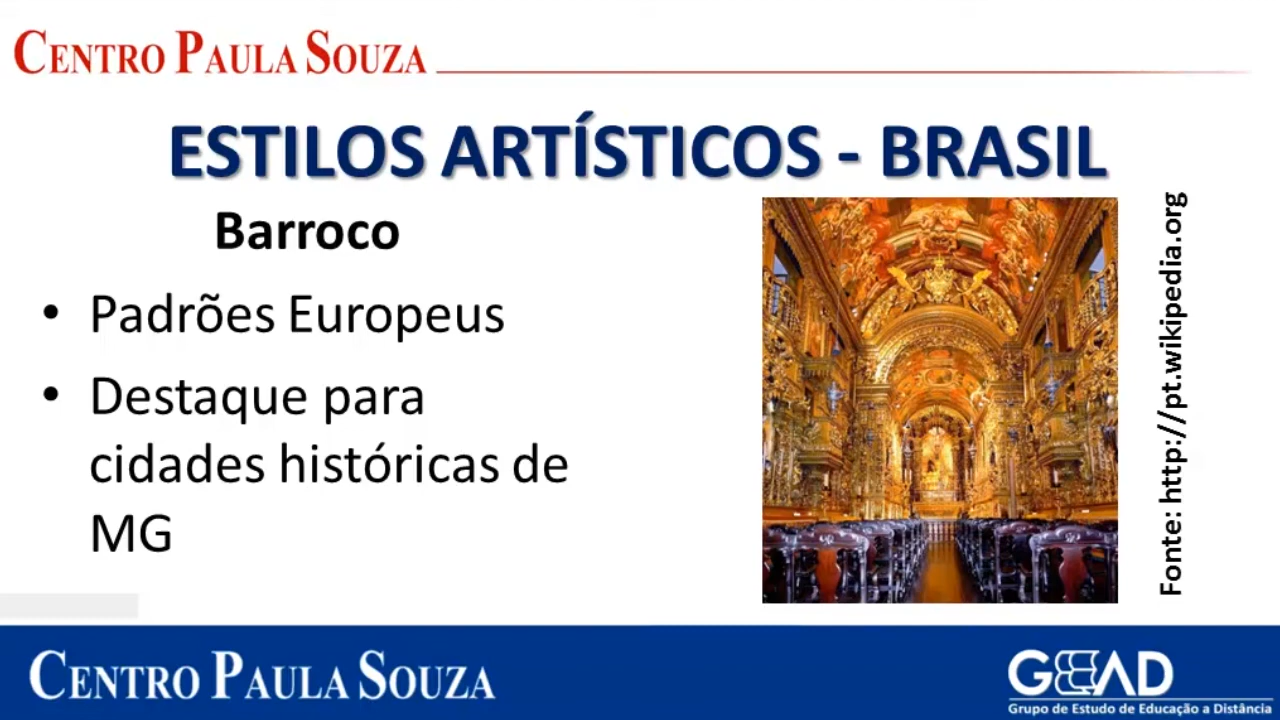 CENTRO PAULA SOUZA
ESTILOS ARTÍSTICOS - BRASIL
Barroco
• Padrões Europeus
• Destaque para
cidades históricas de
MG
Fonte: http://pt.wikipedia.org
CENTRO PAULA SOUZA
GEEAD
Grupo de Estudo de Educação a Distância